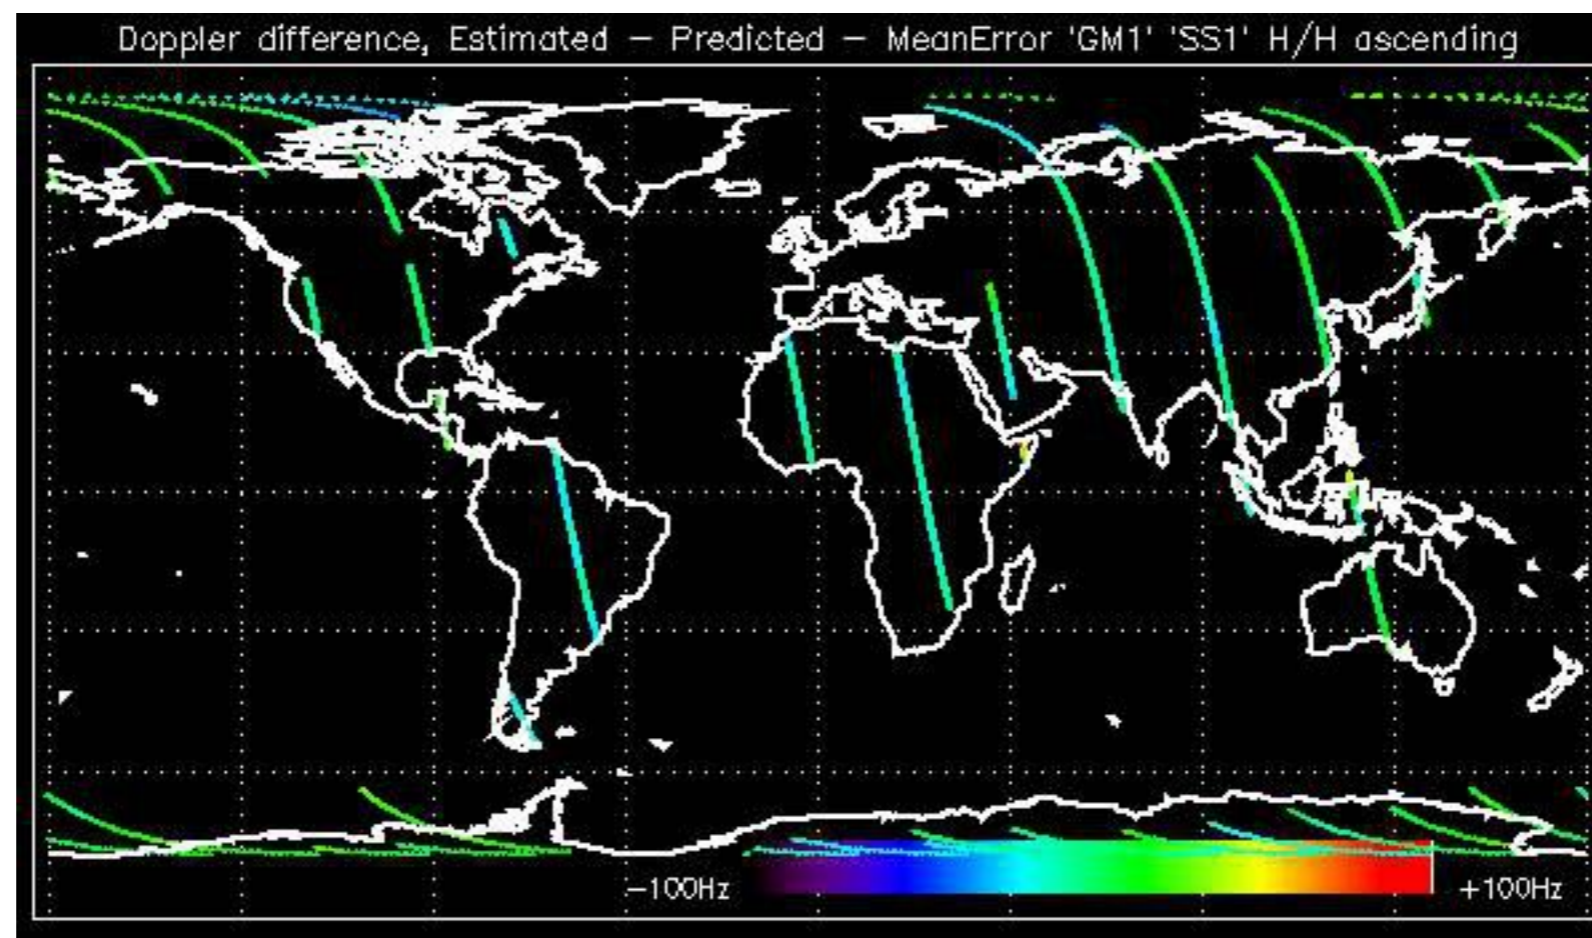 Doppler difference, Estimated – Predicted – MeanError 'GM1' 'SS1' H/H ascending
–100Hz +100Hz